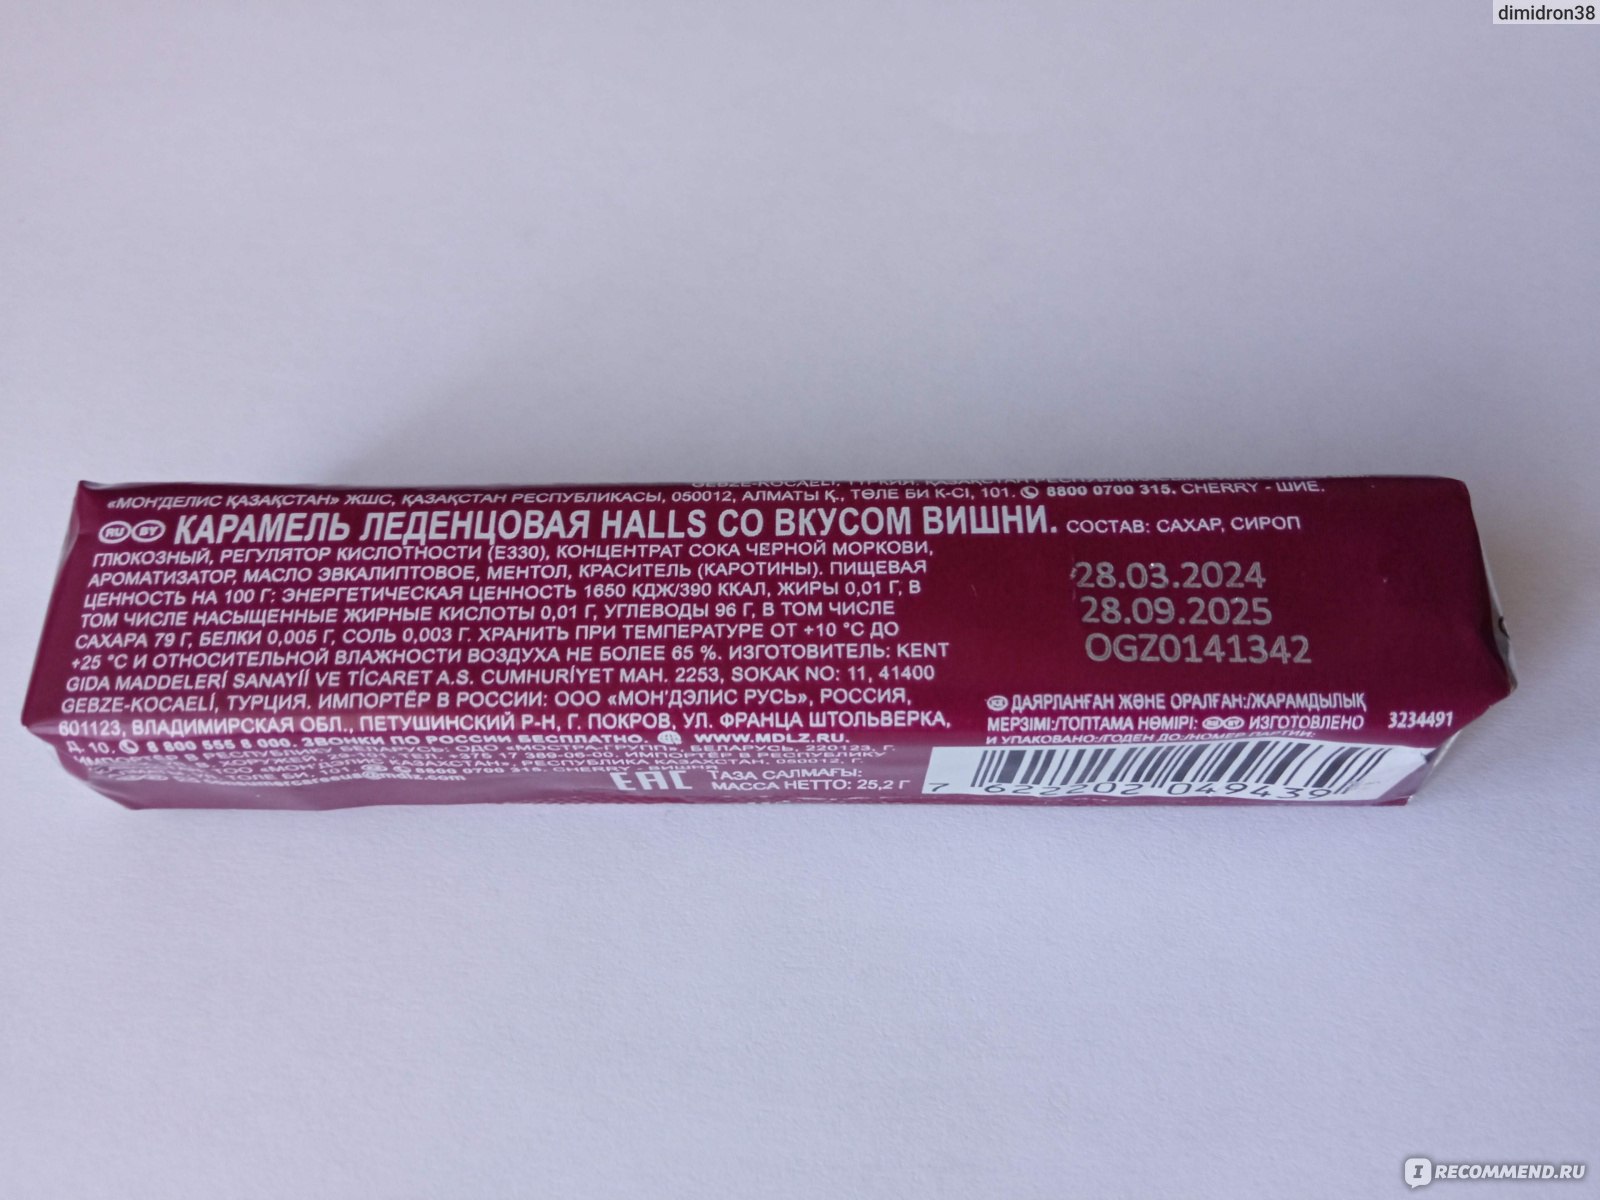 dimidron38
«МОН'ДЕЛИС ҚАЗАҚСТАН» ЖШС, ҚАЗАҚСТАН РЕСПУБЛИКАСЫ, 050012, АЛМАТЫ Қ., ТӨЛЕ БИ К-СІ, 101. 8800 0700 315. CHERRY - ШИЕ.
RU BY КАРАМЕЛЬ ЛЕДЕНЦОВАЯ HALLS СО ВКУСОМ ВИШНИ. СОСТАВ: САХАР, СИРОП
ГЛЮКОЗНЫЙ, РЕГУЛЯТОР КИСЛОТНОСТИ (Е330), КОНЦЕНТРАТ СОКА ЧЕРНОЙ МОРКОВИ,
АРОМАТИЗАТОР, МАСЛО ЭВКАЛИПТОВОЕ, МЕНТОЛ, КРАСИТЕЛЬ (КАРОТИНЫ). ПИЩЕВАЯ
ЦЕННОСТЬ НА 100 Г: ЭНЕРГЕТИЧЕСКАЯ ЦЕННОСТЬ 1650 КДЖ/390 ККАЛ, ЖИРЫ 0,01 Г, В
ТОМ ЧИСЛЕ НАСЫЩЕННЫЕ ЖИРНЫЕ КИСЛОТЫ 0,01 Г, УГЛЕВОДЫ 96 Г, В ТОМ ЧИСЛЕ
САХАРА 79 Г, БЕЛКИ 0,005 Г, СОЛЬ 0,003 Г. ХРАНИТЬ ПРИ ТЕМПЕРАТУРЕ ОТ +10 °C ДО
+25 °C И ОТНОСИТЕЛЬНОЙ ВЛАЖНОСТИ ВОЗДУХА НЕ БОЛЕЕ 65 %. ИЗГОТОВИТЕЛЬ: KENT
GIDA MADDELERİ SANAYİİ VE TİCARET A.S. CUMHURİYET MAH. 2253, SOKAK NO: 11, 41400
GEBZE-KOCAELİ, ТУРЦИЯ. ИМПОРТЁР В РОССИИ: ООО «МОН'ДЭЛИС РУСЬ», РОССИЯ,
601123, ВЛАДИМИРСКАЯ ОБЛ., ПЕТУШИНСКИЙ Р-Н, Г. ПОКРОВ, УЛ. ФРАНЦА ШТОЛЬВЕРКА,
Д. 10. 8 800 555 8 000. ЗВОНКИ ПО РОССИИ БЕСПЛАТНО. WWW.MDLZ.RU.
28.03.2024
28.09.2025
OGZ0141342
ДАЯРЛАНҒАН ЖӘНЕ ОРАЛҒАН:/ЖАРАМДЫЛЫҚ
МЕРЗІМІ:/ТОПТАМА НӨМІРІ: RU BY ИЗГОТОВЛЕНО
И УПАКОВАНО:/ГОДЕН ДО:/НОМЕР ПАРТИИ:
3234491
EAC
ТАЗА САЛМАҒЫ:
МАССА НЕТТО: 25,2 Г
7 622202 049439
IRECOMMEND.RU